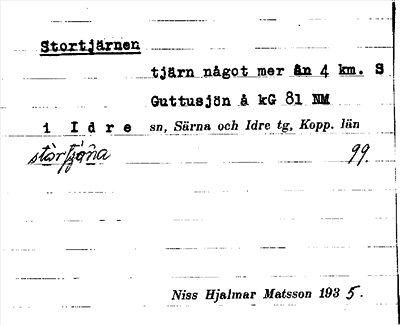 Stortjärnen
tjärn något mer än 4 km. S
Guttusjön å kG 81 NM
i Idre sn, Särna och Idre tg, Kopp. län
99.
Niss Hjalmar Matsson 1935.